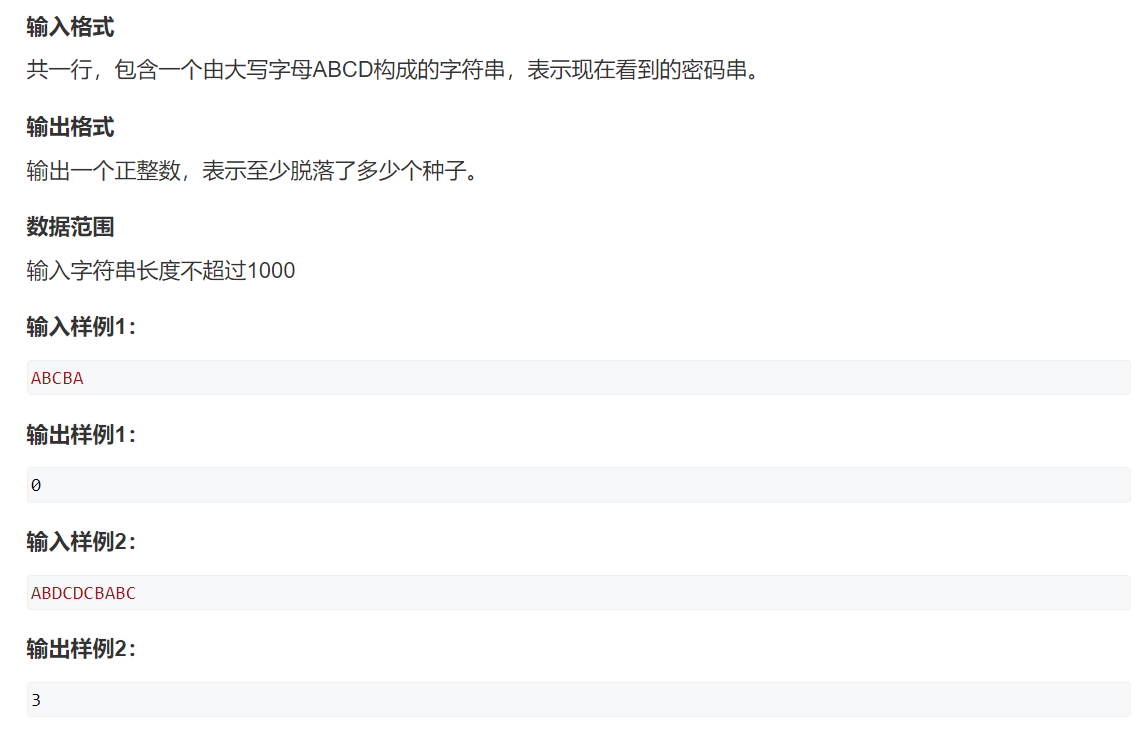 输入格式
共一行，包含一个由大写字母ABCD构成的字符串，表示现在看到的密码串。
输出格式
输出一个正整数，表示至少脱落了多少个种子。
数据范围
输入字符串长度不超过1000
输入样例1：
ABCBA
输出样例1：
0
输入样例2：
ABDCDCBABC
输出样例2：
3